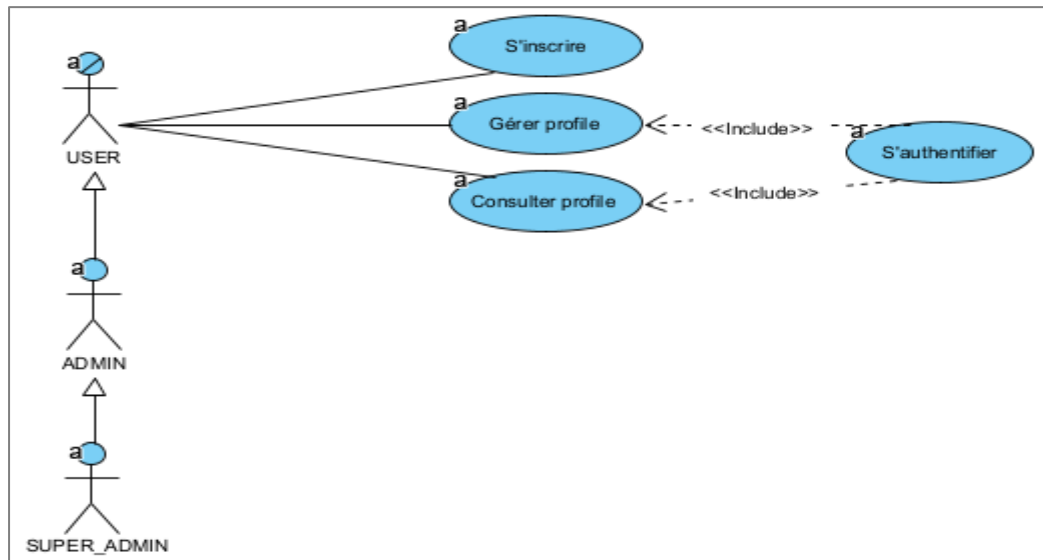 a
S'inscrire
a
USER
a
Gérer profile
<<Include>>
a
S'authentifier
a
Consulter profile
<<Include>>
a
ADMIN
a
SUPER_ADMIN